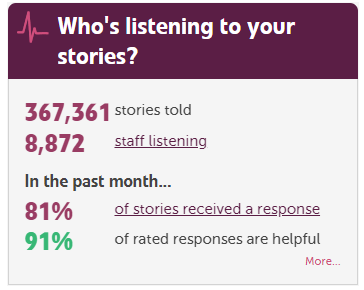 Who's listening to your
stories?
367,361 stories told
8,872 staff listening
In the past month...
81% of stories received a response
91% of rated responses are helpful
More...